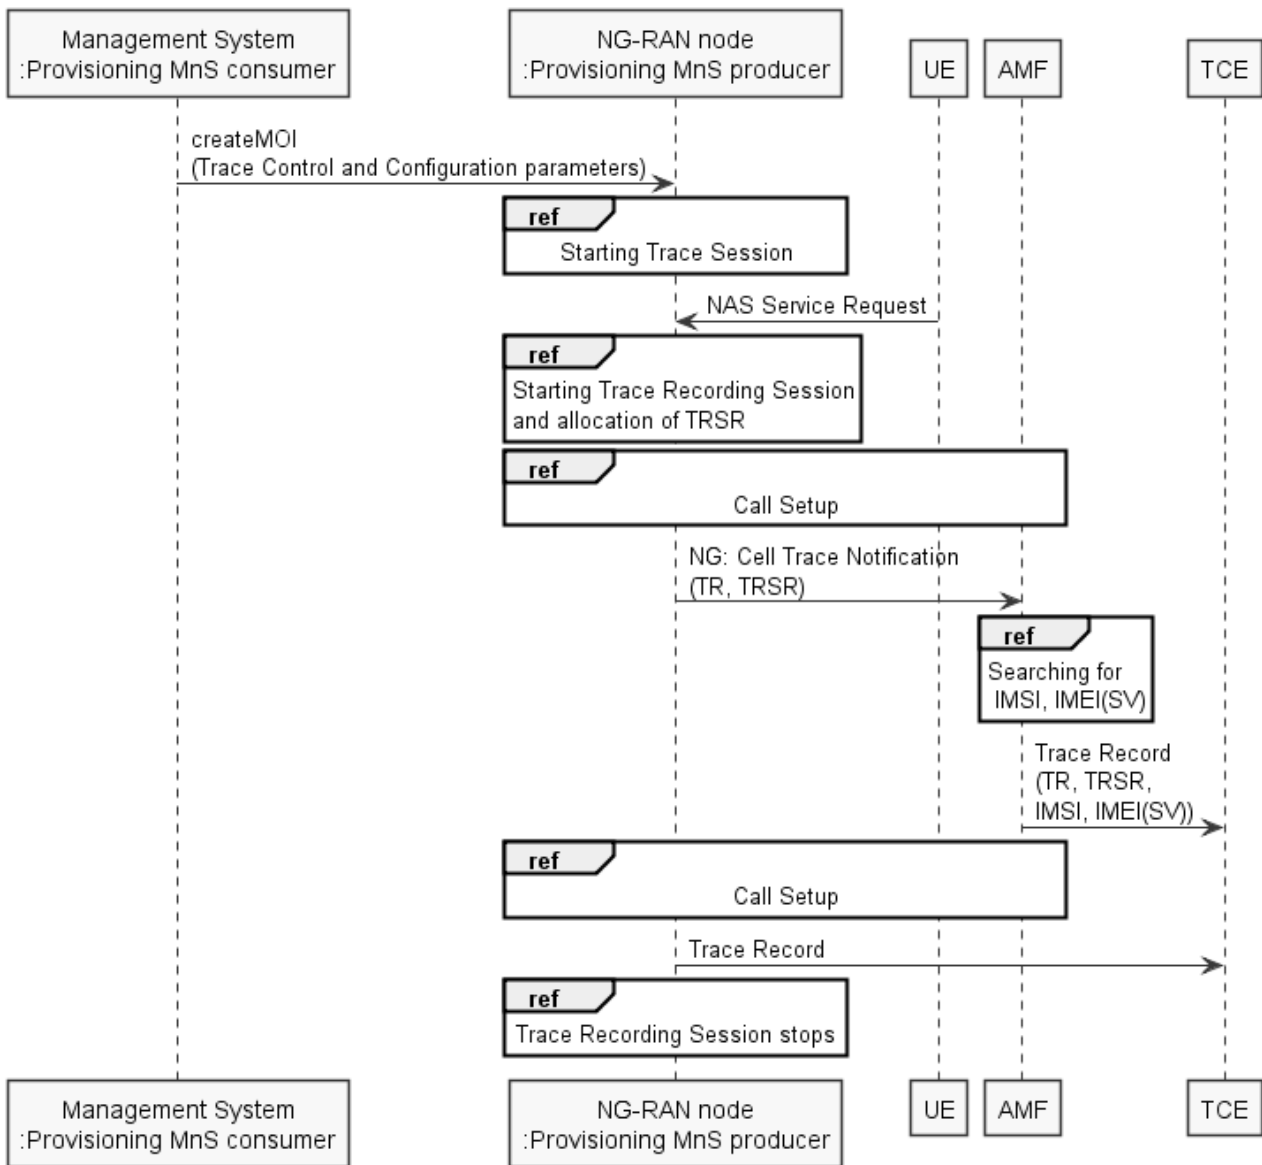 Management System
:Provisioning MnS consumer
NG-RAN node
:Provisioning MnS producer
UE
AMF
TCE
createMOI
(Trace Control and Configuration parameters)
ref
Starting Trace Session
NAS Service Request
ref
Starting Trace Recording Session
and allocation of TRSR
ref
Call Setup
NG: Cell Trace Notification
(TR, TRSR)
ref
Searching for
IMSI, IMEI(SV)
Trace Record
(TR, TRSR,
IMSI, IMEI(SV))
ref
Call Setup
Trace Record
ref
Trace Recording Session stops
Management System
:Provisioning MnS consumer
NG-RAN node
:Provisioning MnS producer
UE
AMF
TCE